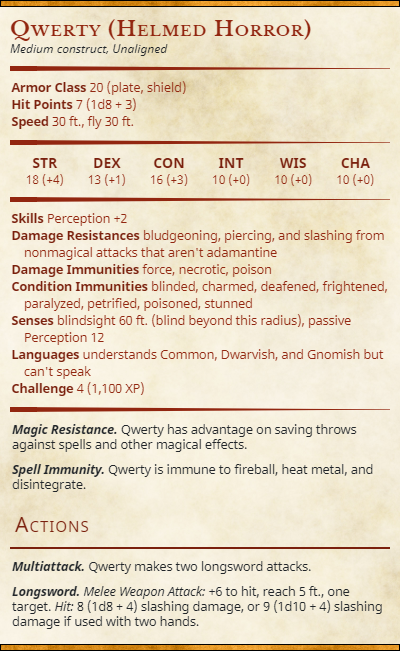 Qwerty (Helmed Horror)
Medium construct, Unaligned
Armor Class 20 (plate, shield)
Hit Points 7 (1d8 + 3)
Speed 30 ft., fly 30 ft.
STR DEX CON INT WIS CHA
18 (+4) 13 (+1) 16 (+3) 10 (+0) 10 (+0) 10 (+0)
Skills Perception +2
Damage Resistances bludgeoning, piercing, and slashing from
nonmagical attacks that aren't adamantine
Damage Immunities force, necrotic, poison
Condition Immunities blinded, charmed, deafened, frightened,
paralyzed, petrified, poisoned, stunned
Senses blindsight 60 ft. (blind beyond this radius), passive
Perception 12
Languages understands Common, Dwarvish, and Gnomish but
can't speak
Challenge 4 (1,100 XP)
Magic Resistance. Qwerty has advantage on saving throws
against spells and other magical effects.
Spell Immunity. Qwerty is immune to fireball, heat metal, and
disintegrate.
Actions
Multiattack. Qwerty makes two longsword attacks.
Longsword. Melee Weapon Attack: +6 to hit, reach 5 ft., one
target. Hit: 8 (1d8 + 4) slashing damage, or 9 (1d10 + 4) slashing
damage if used with two hands.